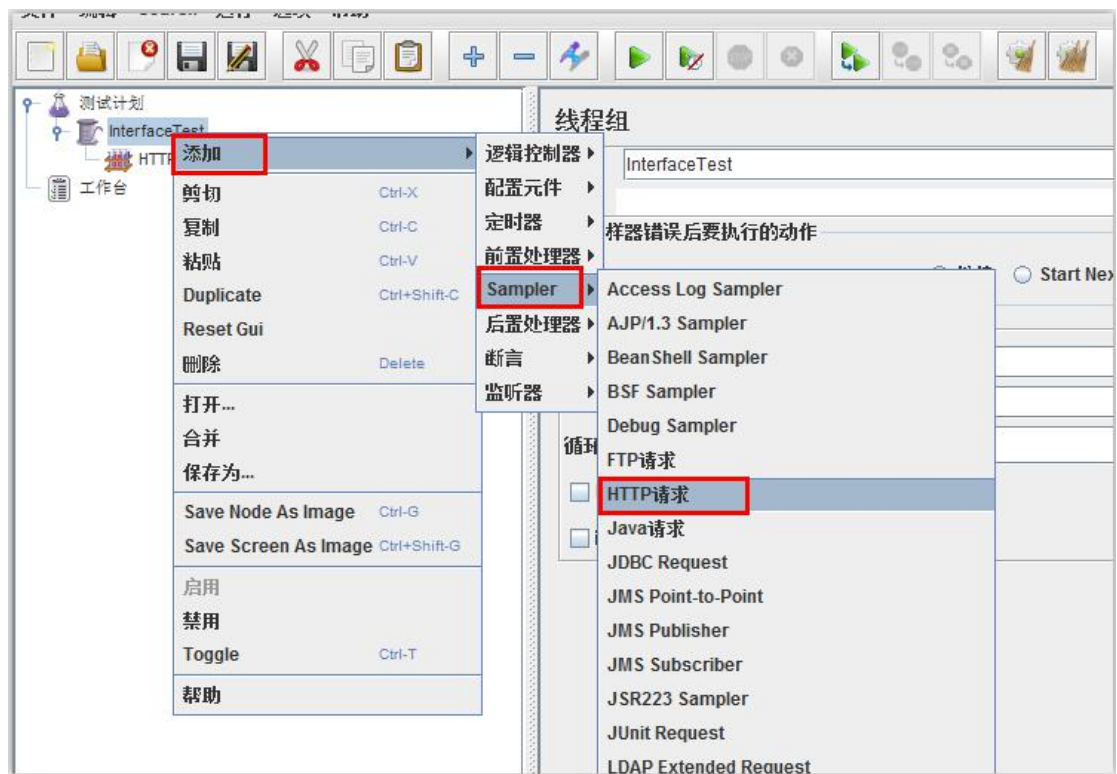 测试计划
InterfaceTest
HTTP
工作台
添加
剪切 Ctrl-X
复制 Ctrl-C
粘贴 Ctrl-V
Duplicate Ctrl+Shift-C
Reset Gui
删除 Delete
打开...
合并
保存为...
Save Node As Image Ctrl-G
Save Screen As Image Ctrl+Shift-G
启用
禁用
Toggle Ctrl-T
帮助
逻辑控制器
配置元件
定时器
前置处理器
Sampler
后置处理器
断言
监听器
Access Log Sampler
AJP/1.3 Sampler
BeanShell Sampler
BSF Sampler
Debug Sampler
FTP请求
HTTP请求
Java请求
JDBC Request
JMS Point-to-Point
JMS Publisher
JMS Subscriber
JSR223 Sampler
JUnit Request
LDAP Extended Request
线程组
InterfaceTest
样器错误后要执行的动作
Start Nex
循环